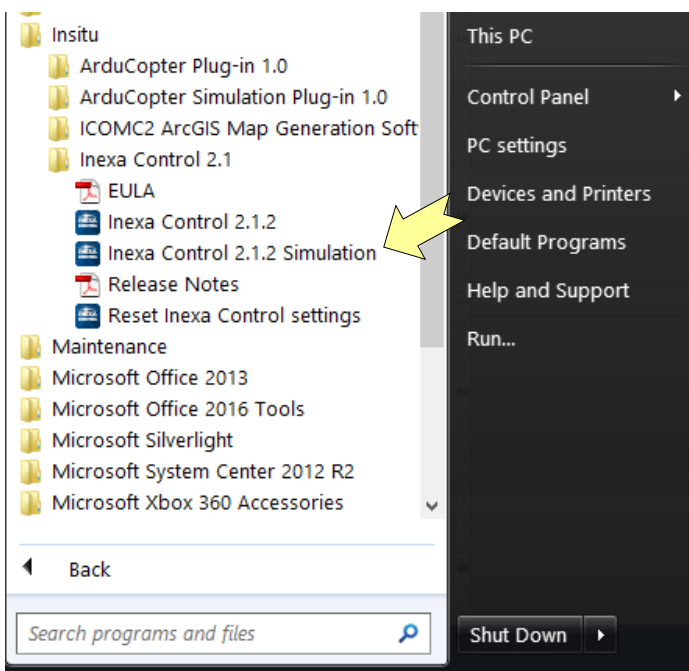 Insitu
ArduCopter Plug-in 1.0
ArduCopter Simulation Plug-in 1.0
ICOMC2 ArcGIS Map Generation Soft
Inexa Control 2.1
EULA
Inexa Control 2.1.2
Inexa Control 2.1.2 Simulation
Release Notes
Reset Inexa Control settings
Maintenance
Microsoft Office 2013
Microsoft Office 2016 Tools
Microsoft Silverlight
Microsoft System Center 2012 R2
Microsoft Xbox 360 Accessories
Back
Search programs and files
This PC
Control Panel
PC settings
Devices and Printers
Default Programs
Help and Support
Run...
Shut Down